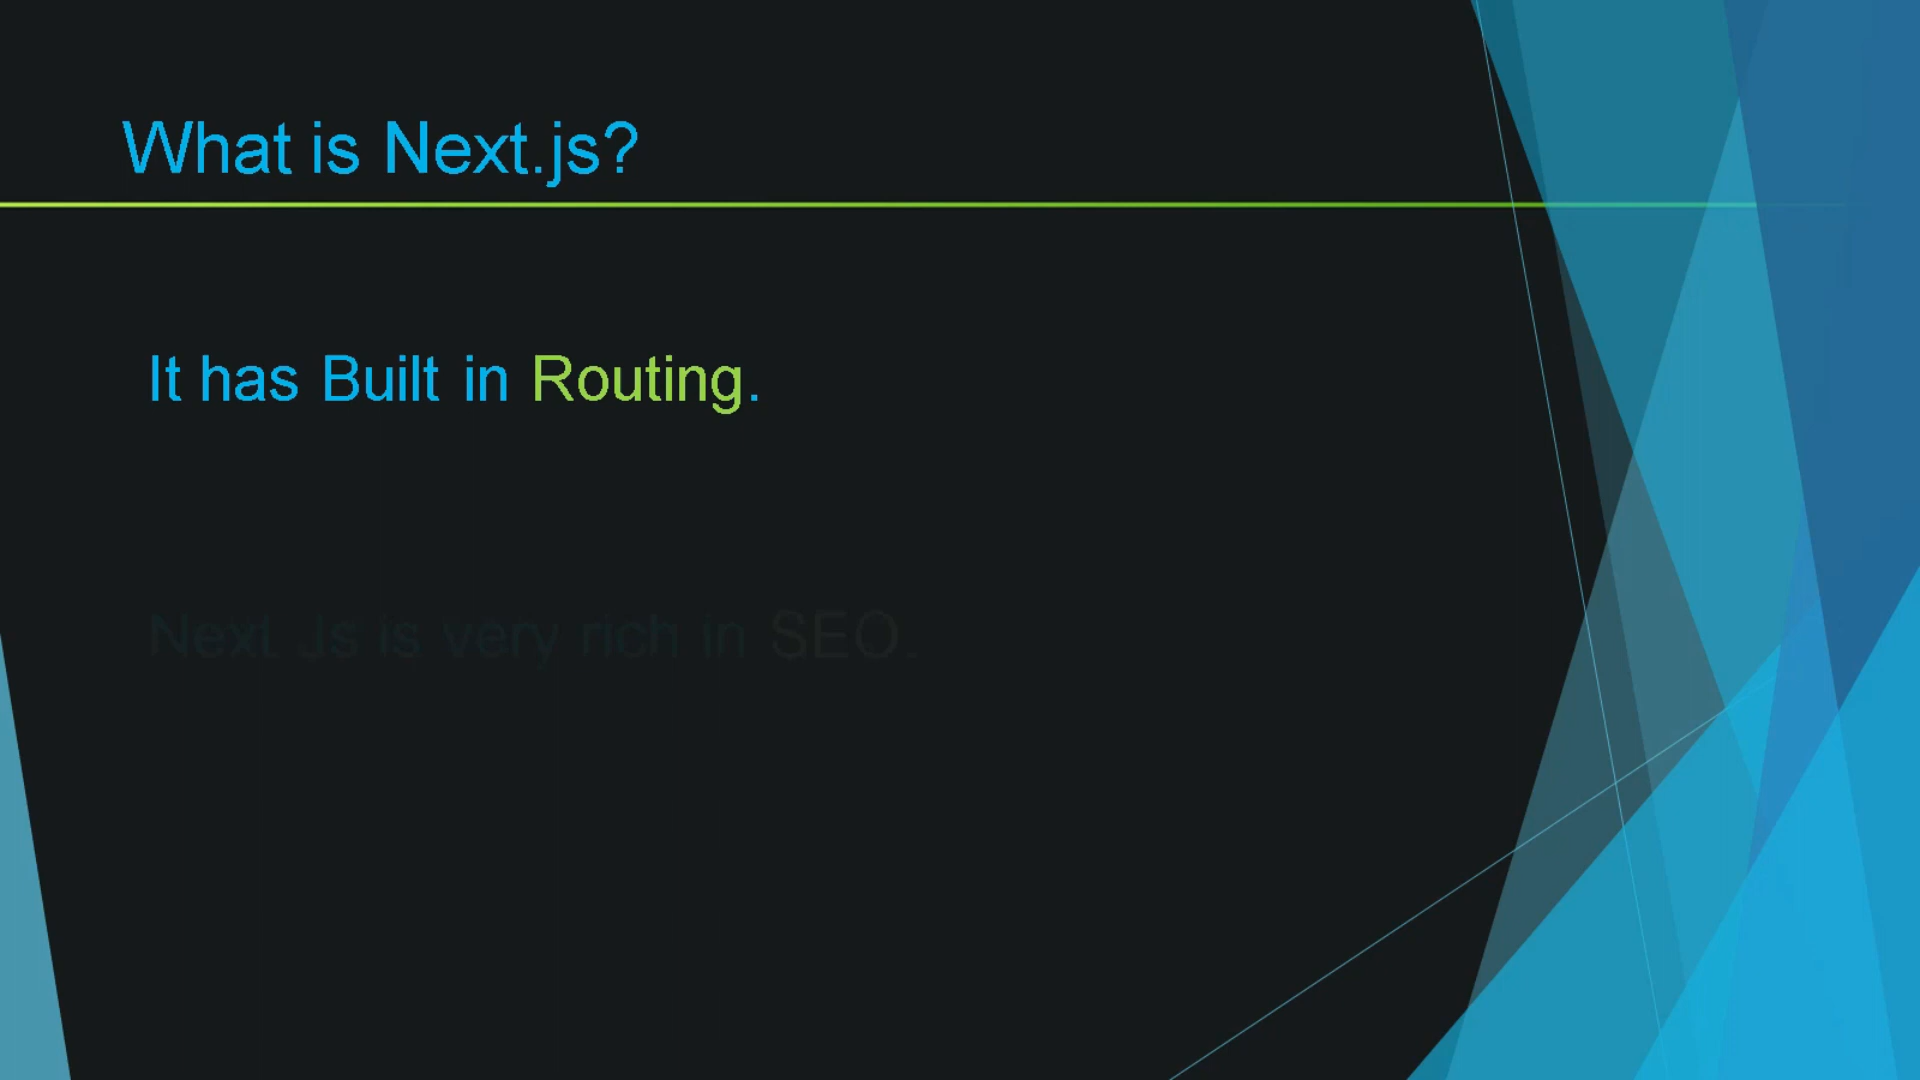 What is Next.js?
It has Built in Routing.
Next Js is very rich in SEO.